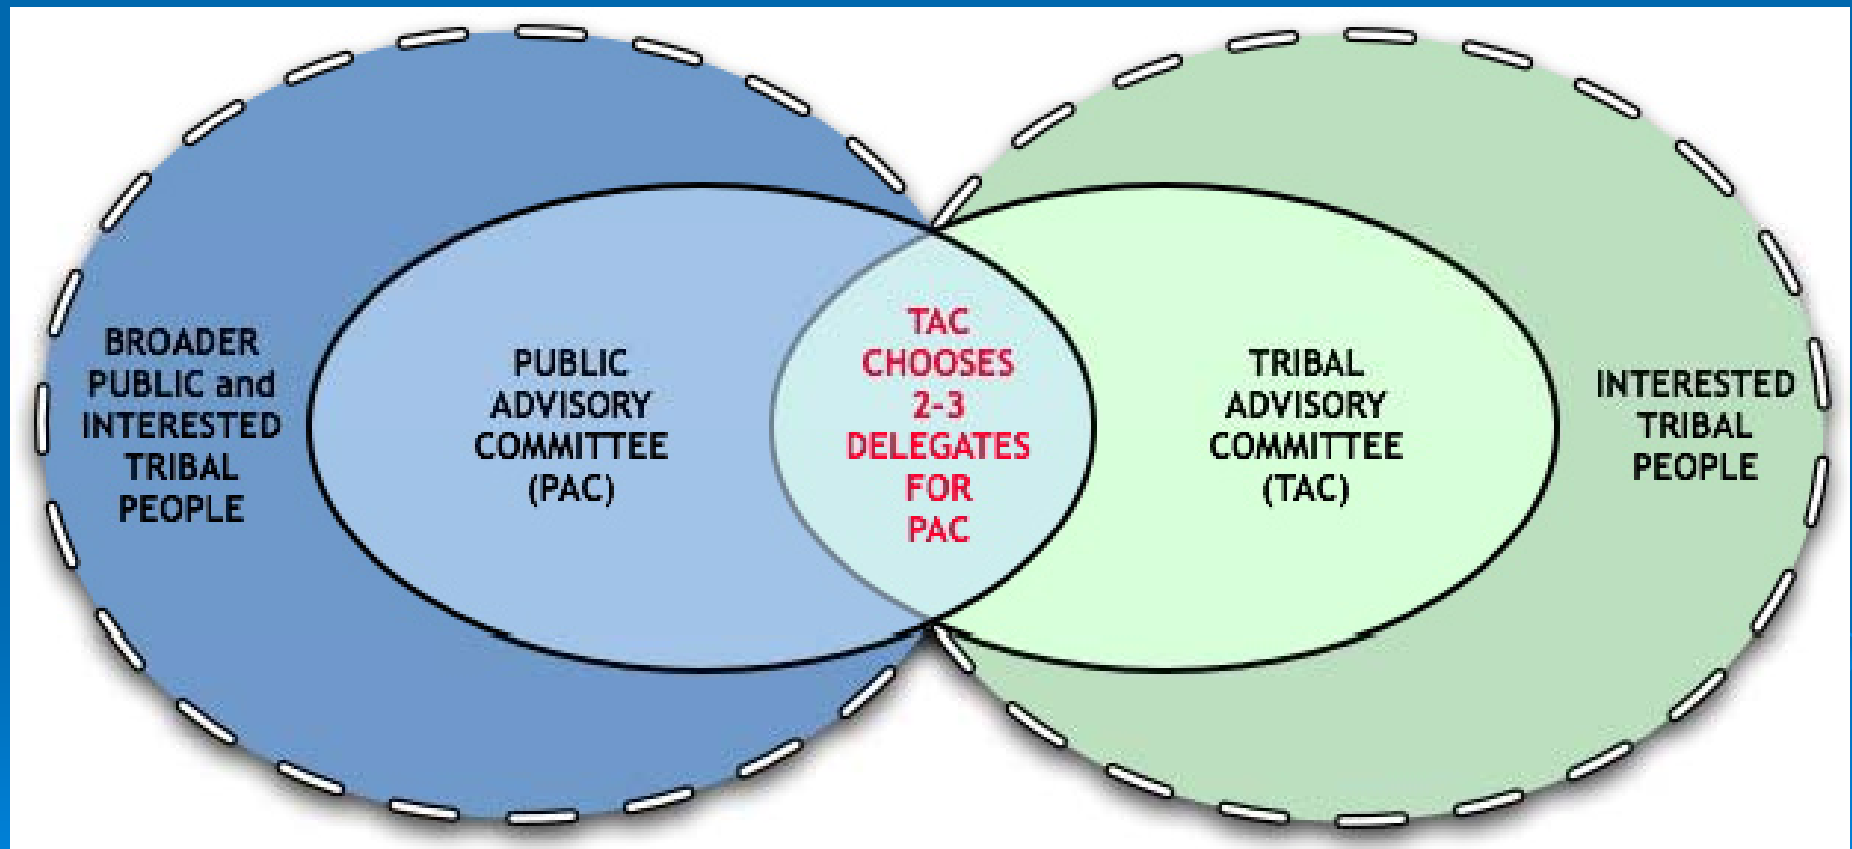 BROADER
PUBLIC and
INTERESTED
TRIBAL
PEOPLE
PUBLIC
ADVISORY
COMMITTEE
(PAC)
TAC
CHOOSES
2-3
DELEGATES
FOR
PAC
TRIBAL
ADVISORY
COMMITTEE
(TAC)
INTERESTED
TRIBAL
PEOPLE